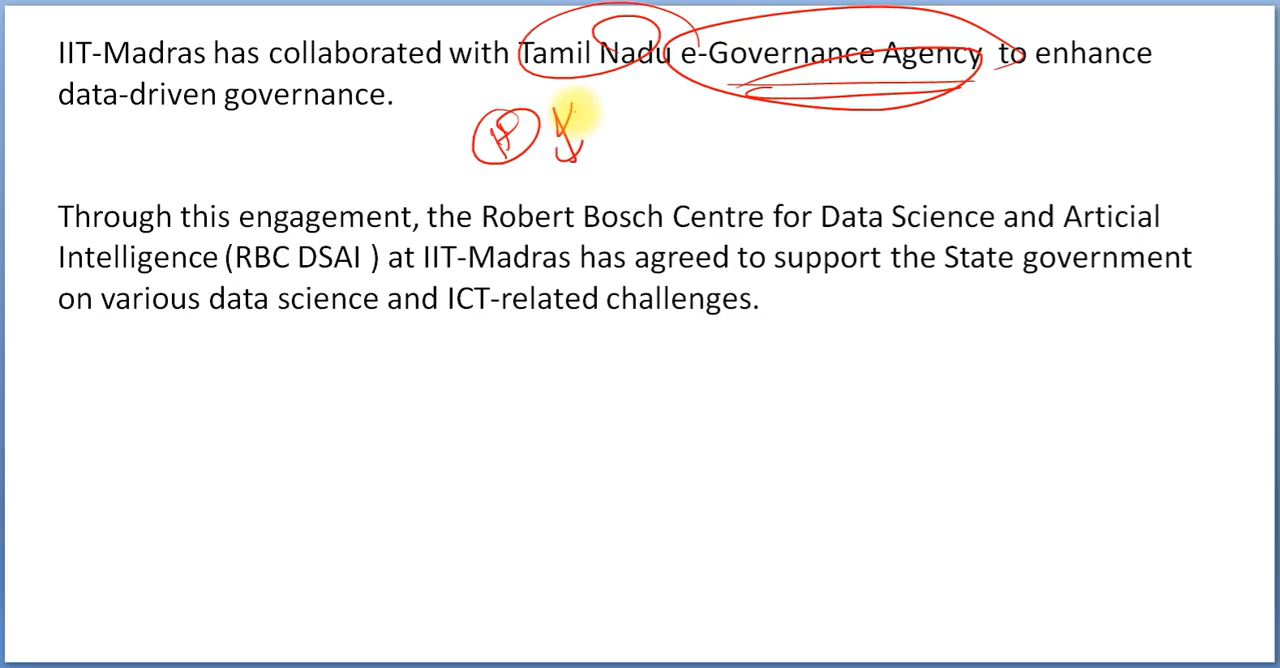 IIT-Madras has collaborated with Tamil Nadu e-Governance Agency to enhance
data-driven governance.
Through this engagement, the Robert Bosch Centre for Data Science and Articial
Intelligence (RBC DSAI ) at IIT-Madras has agreed to support the State government
on various data science and ICT-related challenges.